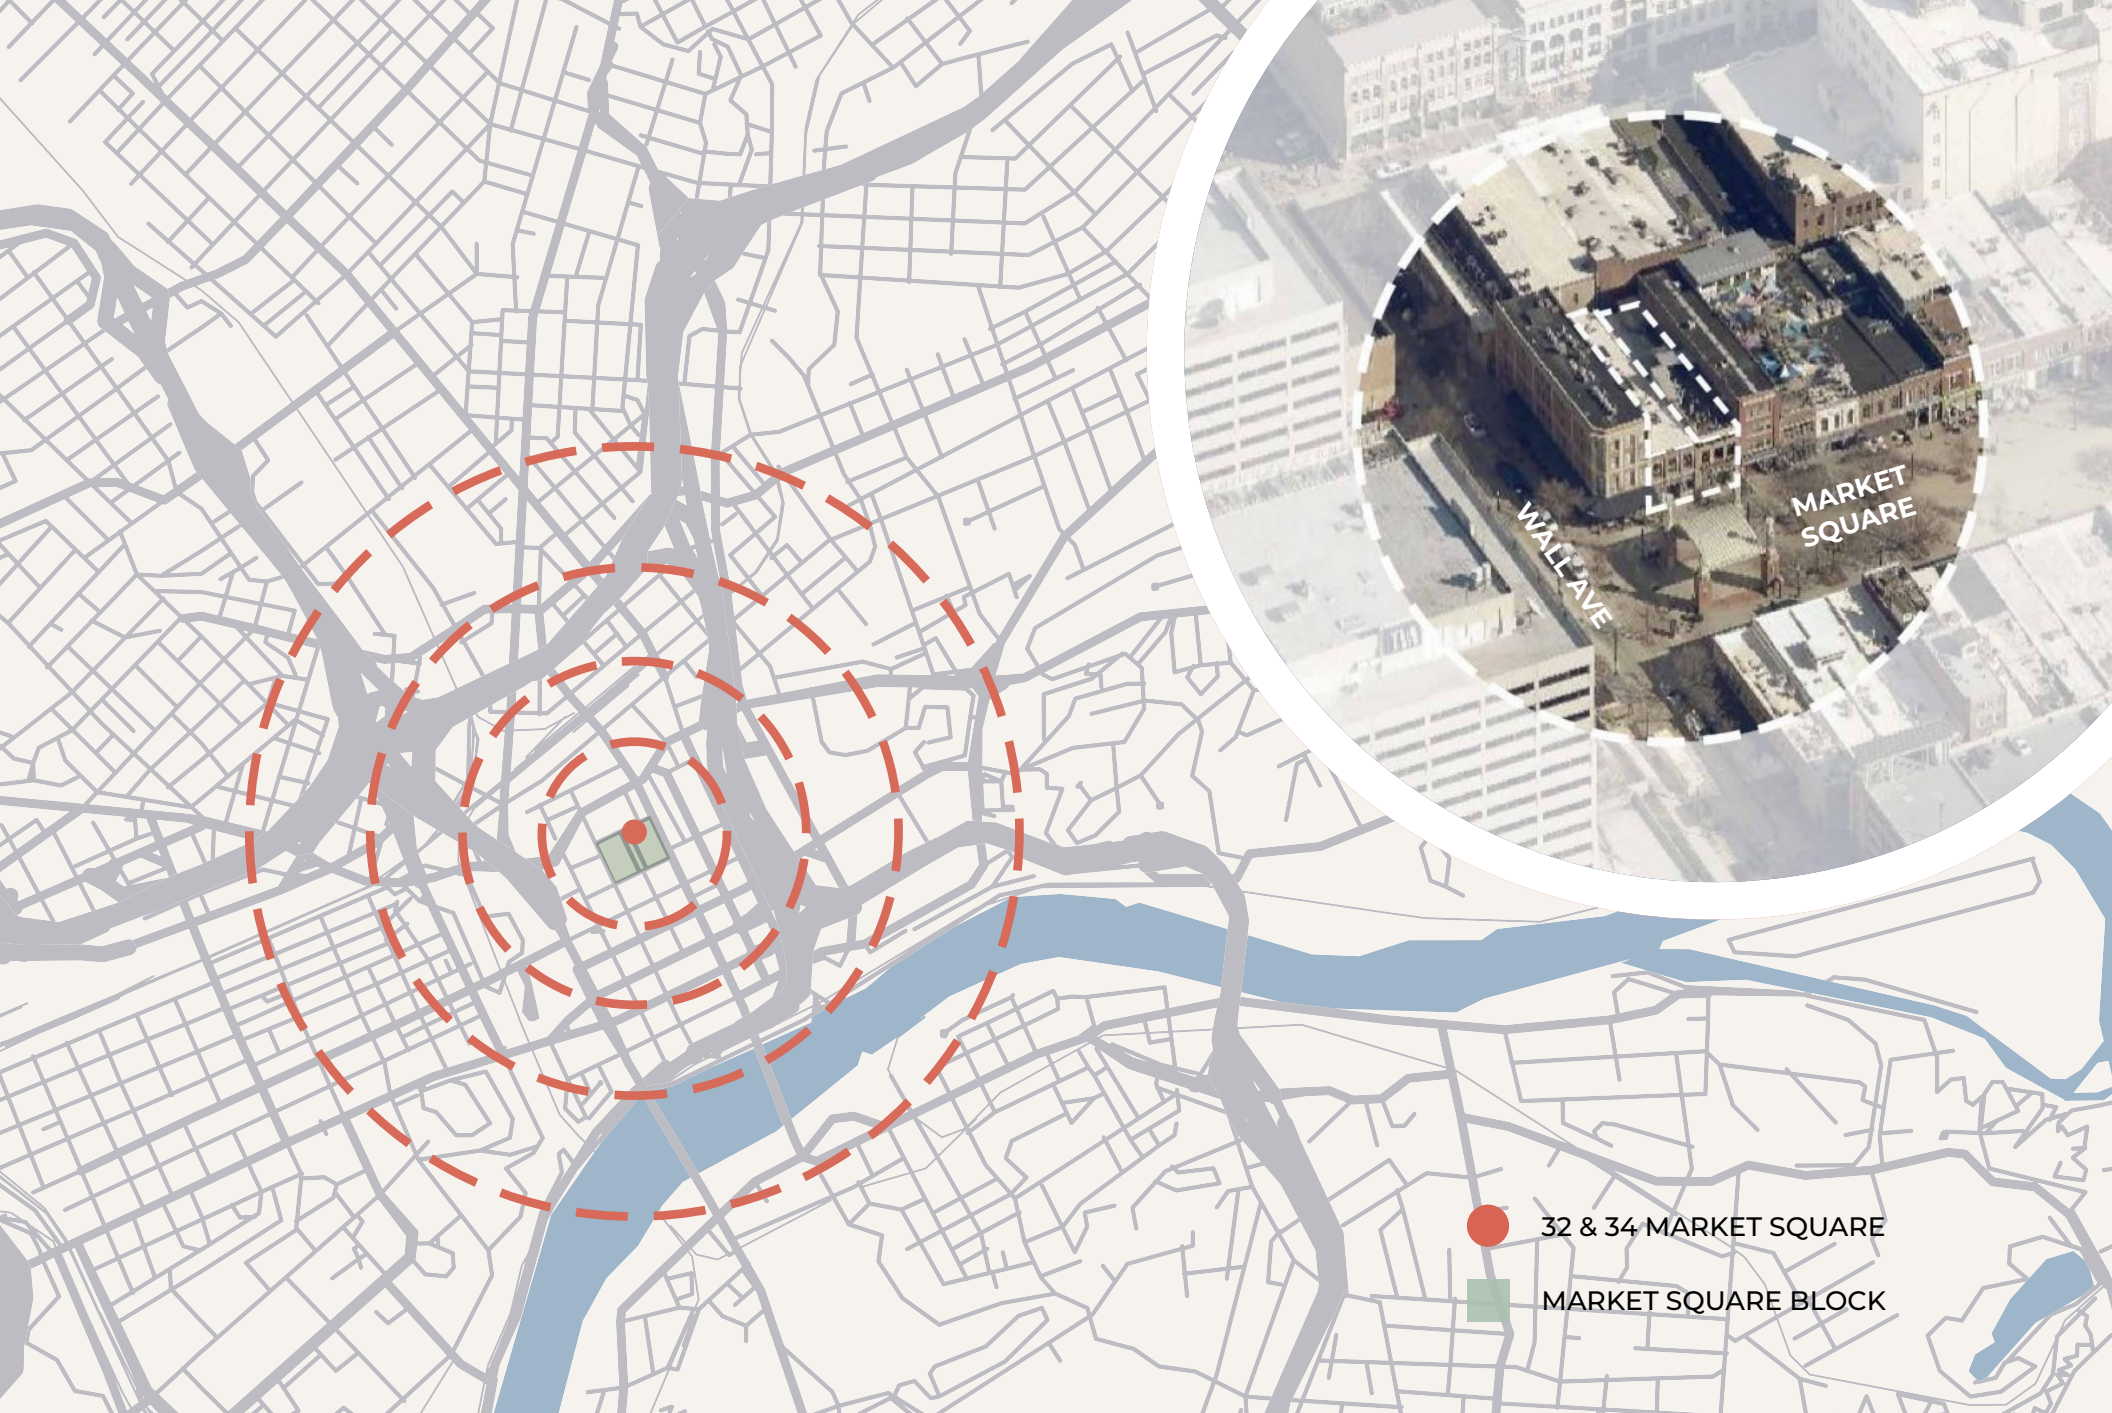 MARKET
SQUARE
WALL AVE
32 & 34 MARKET SQUARE
MARKET SQUARE BLOCK